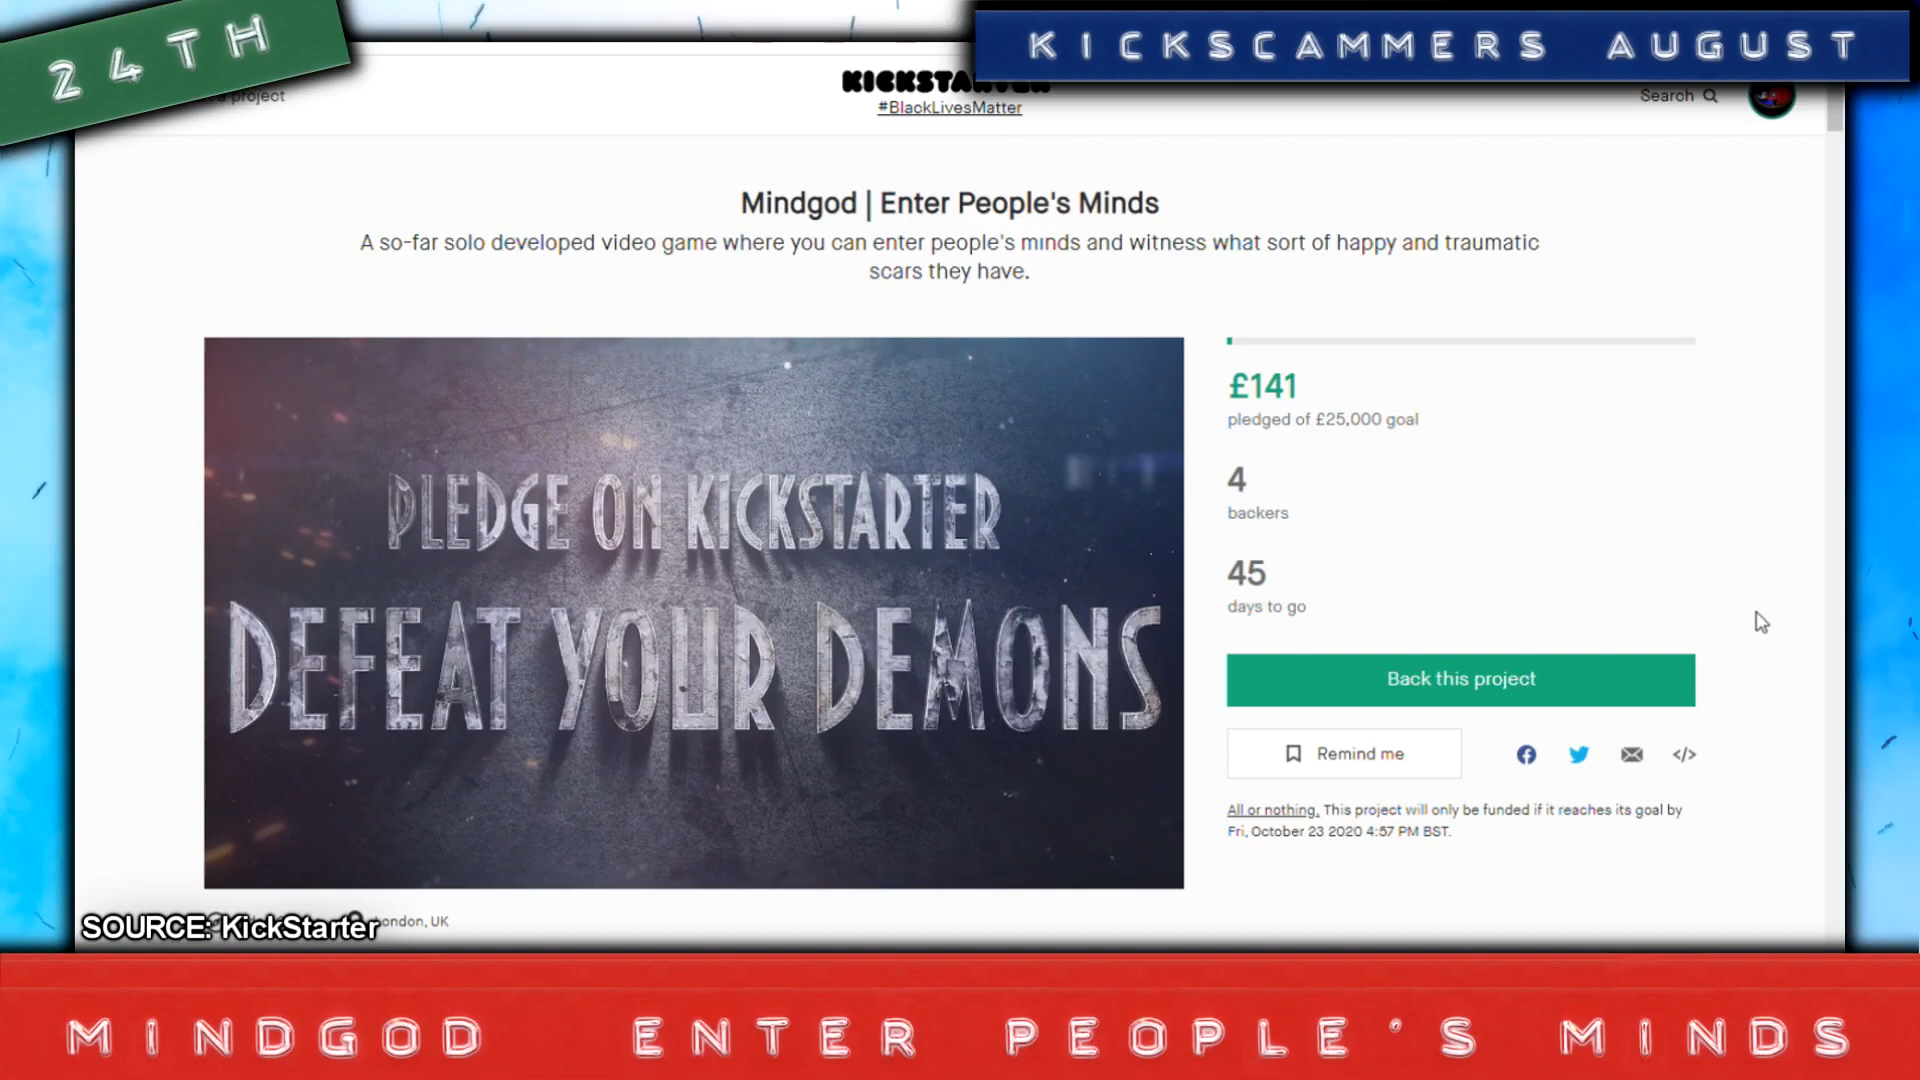 24TH
KICKSCAMMERS AUGUST
a project
KICKSTARTER
#BlackLivesMatter
Search
Mindgod | Enter People's Minds
A so-far solo developed video game where you can enter people's minds and witness what sort of happy and traumatic
scars they have.
PLEDGE ON KICKSTARTER
DEFEAT YOUR DEMONS
£141
pledged of £25,000 goal
4
backers
45
days to go
Back this project
Remind me
</>
All or nothing. This project will only be funded if it reaches its goal by
Fri, October 23 2020 4:57 PM BST.
SOURCE: KickStarter
London, UK
MINDGOD ENTER PEOPLE'S MINDS